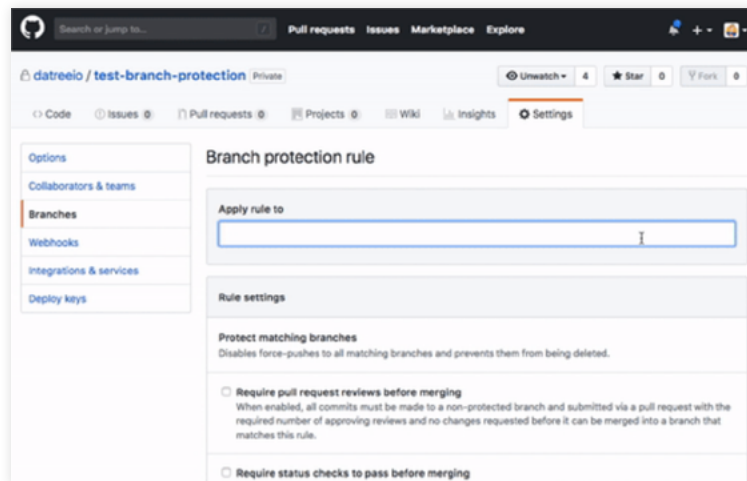 Search or jump to... / Pull requests Issues Marketplace Explore
datreeio / test-branch-protection Private Unwatch 4 Star 0 Fork 0
Code Issues 0 Pull requests 0 Projects 0 Wiki Insights Settings
Options
Collaborators & teams
Branches
Webhooks
Integrations & services
Deploy keys
Branch protection rule
Apply rule to
Rule settings
Protect matching branches
Disables force-pushes to all matching branches and prevents them from being deleted.
Require pull request reviews before merging
When enabled, all commits must be made to a non-protected branch and submitted via a pull request with the
required number of approving reviews and no changes requested before it can be merged into a branch that
matches this rule.
Require status checks to pass before merging